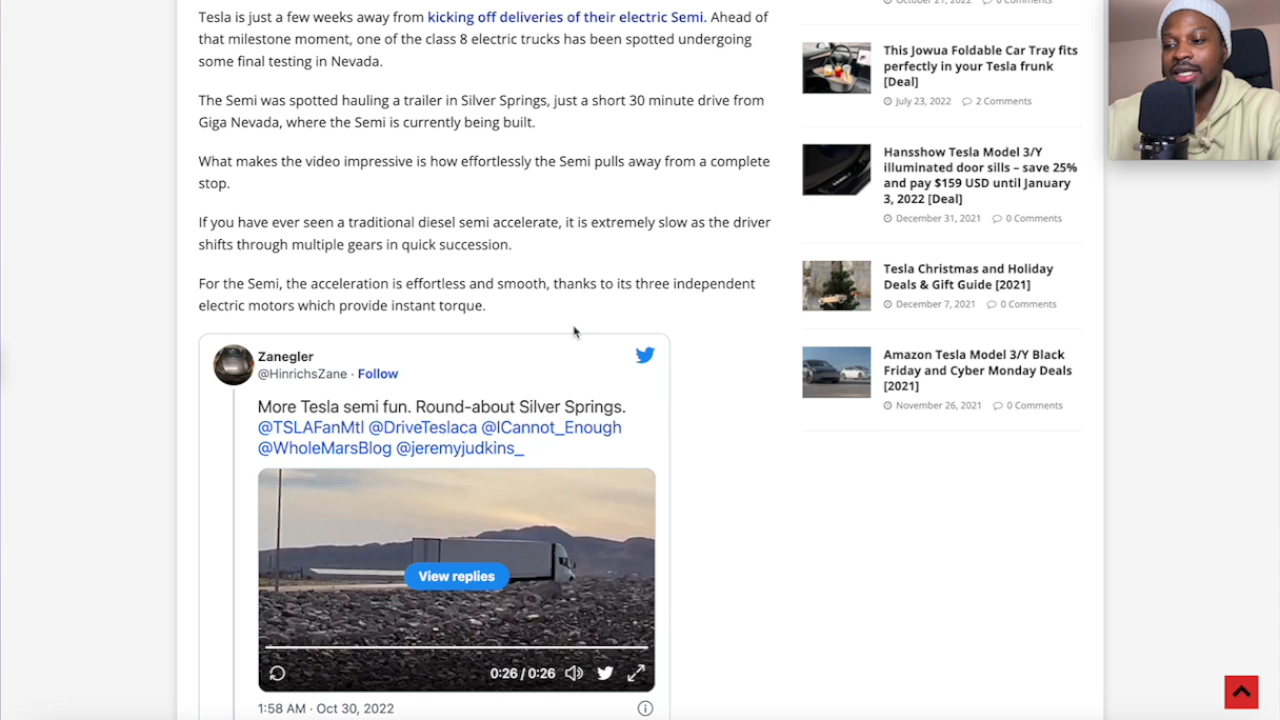 Tesla is just a few weeks away from kicking off deliveries of their electric Semi. Ahead of
that milestone moment, one of the class 8 electric trucks has been spotted undergoing
some final testing in Nevada.
The Semi was spotted hauling a trailer in Silver Springs, just a short 30 minute drive from
Giga Nevada, where the Semi is currently being built.
What makes the video impressive is how effortlessly the Semi pulls away from a complete
stop.
If you have ever seen a traditional diesel semi accelerate, it is extremely slow as the driver
shifts through multiple gears in quick succession.
For the Semi, the acceleration is effortless and smooth, thanks to its three independent
electric motors which provide instant torque.
Zanegler
@HinrichsZane · Follow
More Tesla semi fun. Round-about Silver Springs.
@TSLAFanMtl @DriveTeslaca @ICannot_Enough
@WholeMarsBlog @jeremyjudkins_
View replies
0:26 / 0:26
1:58 AM · Oct 30, 2022
October 21, 2022 0 Comments
This Jowua Foldable Car Tray fits
perfectly in your Tesla frunk
[Deal]
July 23, 2022 2 Comments
Hansshow Tesla Model 3/Y
illuminated door sills – save 25%
and pay $159 USD until January
3, 2022 [Deal]
December 31, 2021 0 Comments
Tesla Christmas and Holiday
Deals & Gift Guide [2021]
December 7, 2021 0 Comments
Amazon Tesla Model 3/Y Black
Friday and Cyber Monday Deals
[2021]
November 26, 2021 0 Comments